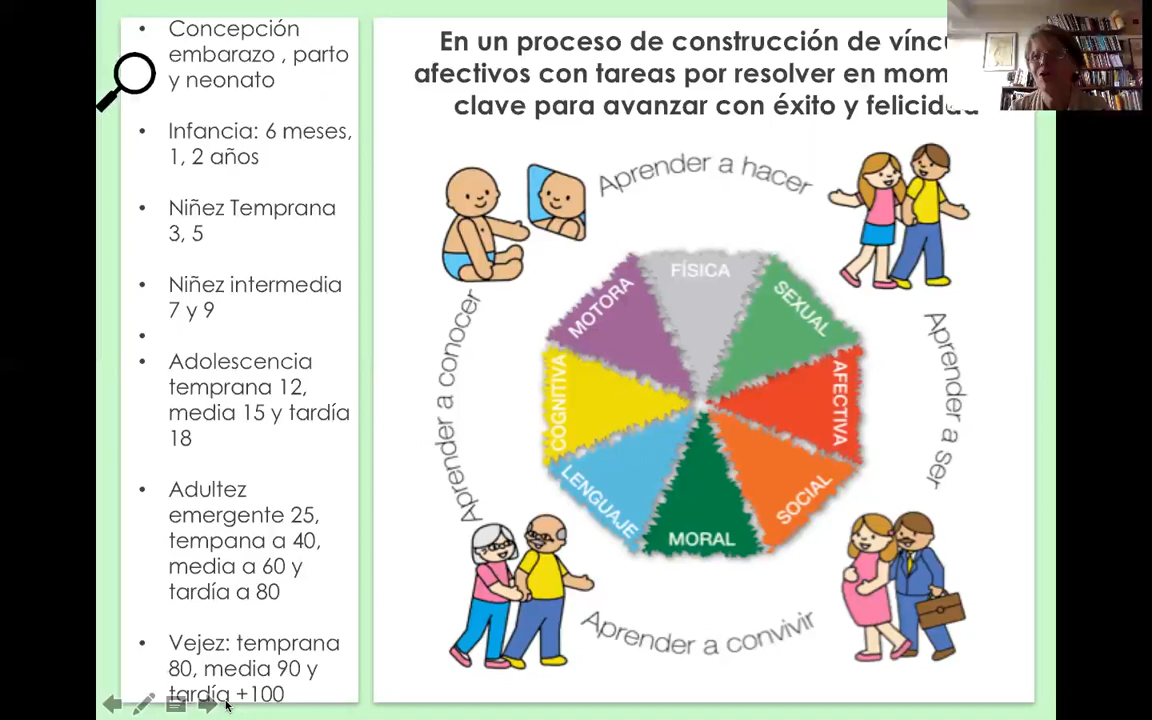 Concepción
embarazo , parto
y neonato
Infancia: 6 meses,
1, 2 años
Niñez Temprana
3, 5
Niñez intermedia
7 y 9
Adolescencia
temprana 12,
media 15 y tardía
18
Adultez
emergente 25,
tempana a 40,
media a 60 y
tardía a 80
Vejez: temprana
80, media 90 y
tardía +100
En un proceso de construcción de
afectivos con tareas por resolver en
clave para avanzar con éxito y felicidad
Aprender a hacer
Aprender a conocer
Aprender a ser
Aprender a convivir
FÍSICA
SEXUAL
AFECTIVA
SOCIAL
MORAL
LENGUAJE
COGNITIVA
MOTORA